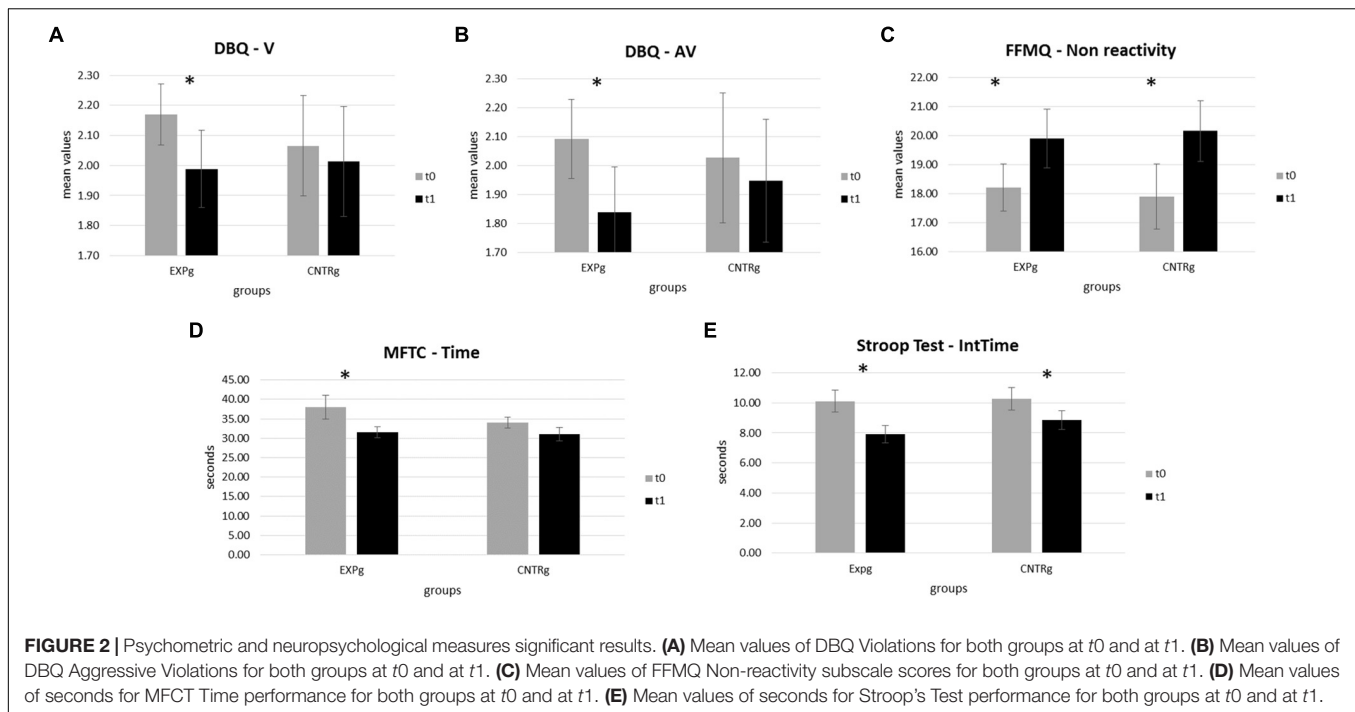 A
DBQ - V
*
2.30
2.20
2.10
2.00
1.90
1.80
1.70
mean values
EXPg CNTRg
groups
t0
t1
B
DBQ - AV
*
2.30
2.20
2.10
2.00
1.90
1.80
1.70
mean values
EXPg CNTRg
groups
t0
t1
C
FFMQ - Non reactivity
* *
22.00
21.00
20.00
19.00
18.00
17.00
16.00
mean values
EXPg CNTRg
groups
t0
t1
D
MFTC - Time
*
45.00
40.00
35.00
30.00
25.00
20.00
15.00
10.00
5.00
0.00
seconds
EXPg CNTRg
groups
t0
t1
E
Stroop Test - IntTime
* *
12.00
10.00
8.00
6.00
4.00
2.00
0.00
seconds
Expg CNTRg
groups
t0
t1
FIGURE 2 | Psychometric and neuropsychological measures significant results. (A) Mean values of DBQ Violations for both groups at t0 and at t1. (B) Mean values of
DBQ Aggressive Violations for both groups at t0 and at t1. (C) Mean values of FFMQ Non-reactivity subscale scores for both groups at t0 and at t1. (D) Mean values
of seconds for MFCT Time performance for both groups at t0 and at t1. (E) Mean values of seconds for Stroop's Test performance for both groups at t0 and at t1.